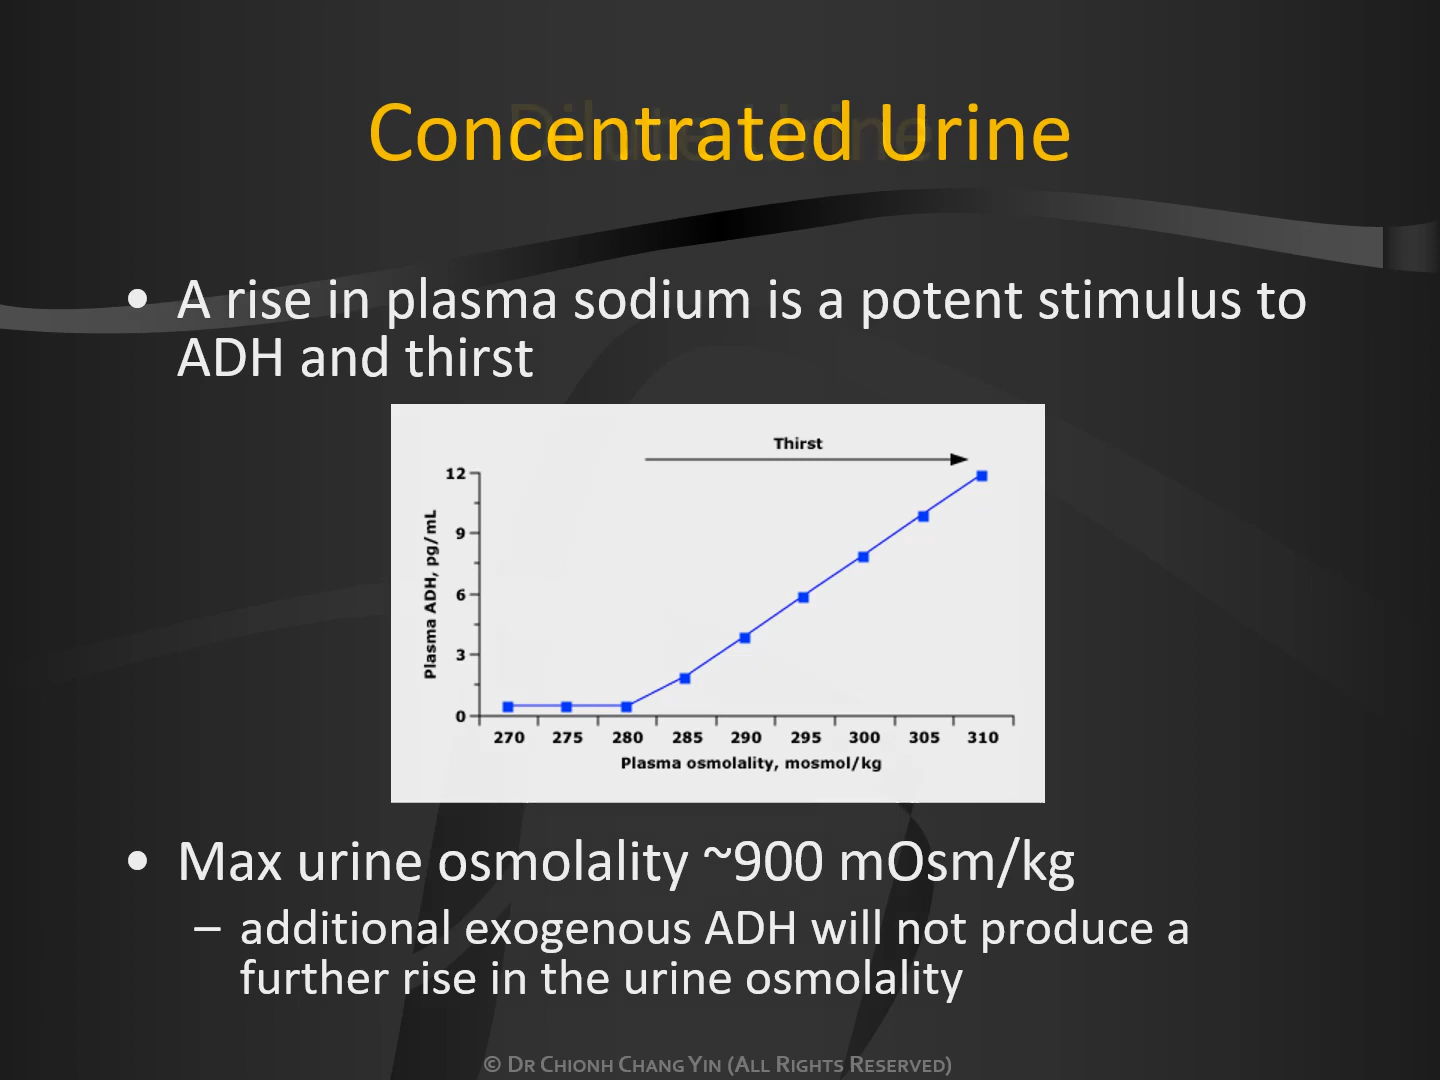 Concentrated Urine
• A rise in plasma sodium is a potent stimulus to
ADH and thirst
Thirst
12
9
6
3
0
Plasma ADH, pg/mL
270 275 280 285 290 295 300 305 310
Plasma osmolality, mosmol/kg
• Max urine osmolality ~900 mOsm/kg
– additional exogenous ADH will not produce a
further rise in the urine osmolality
© DR CHIONH CHANG YIN (ALL RIGHTS RESERVED)